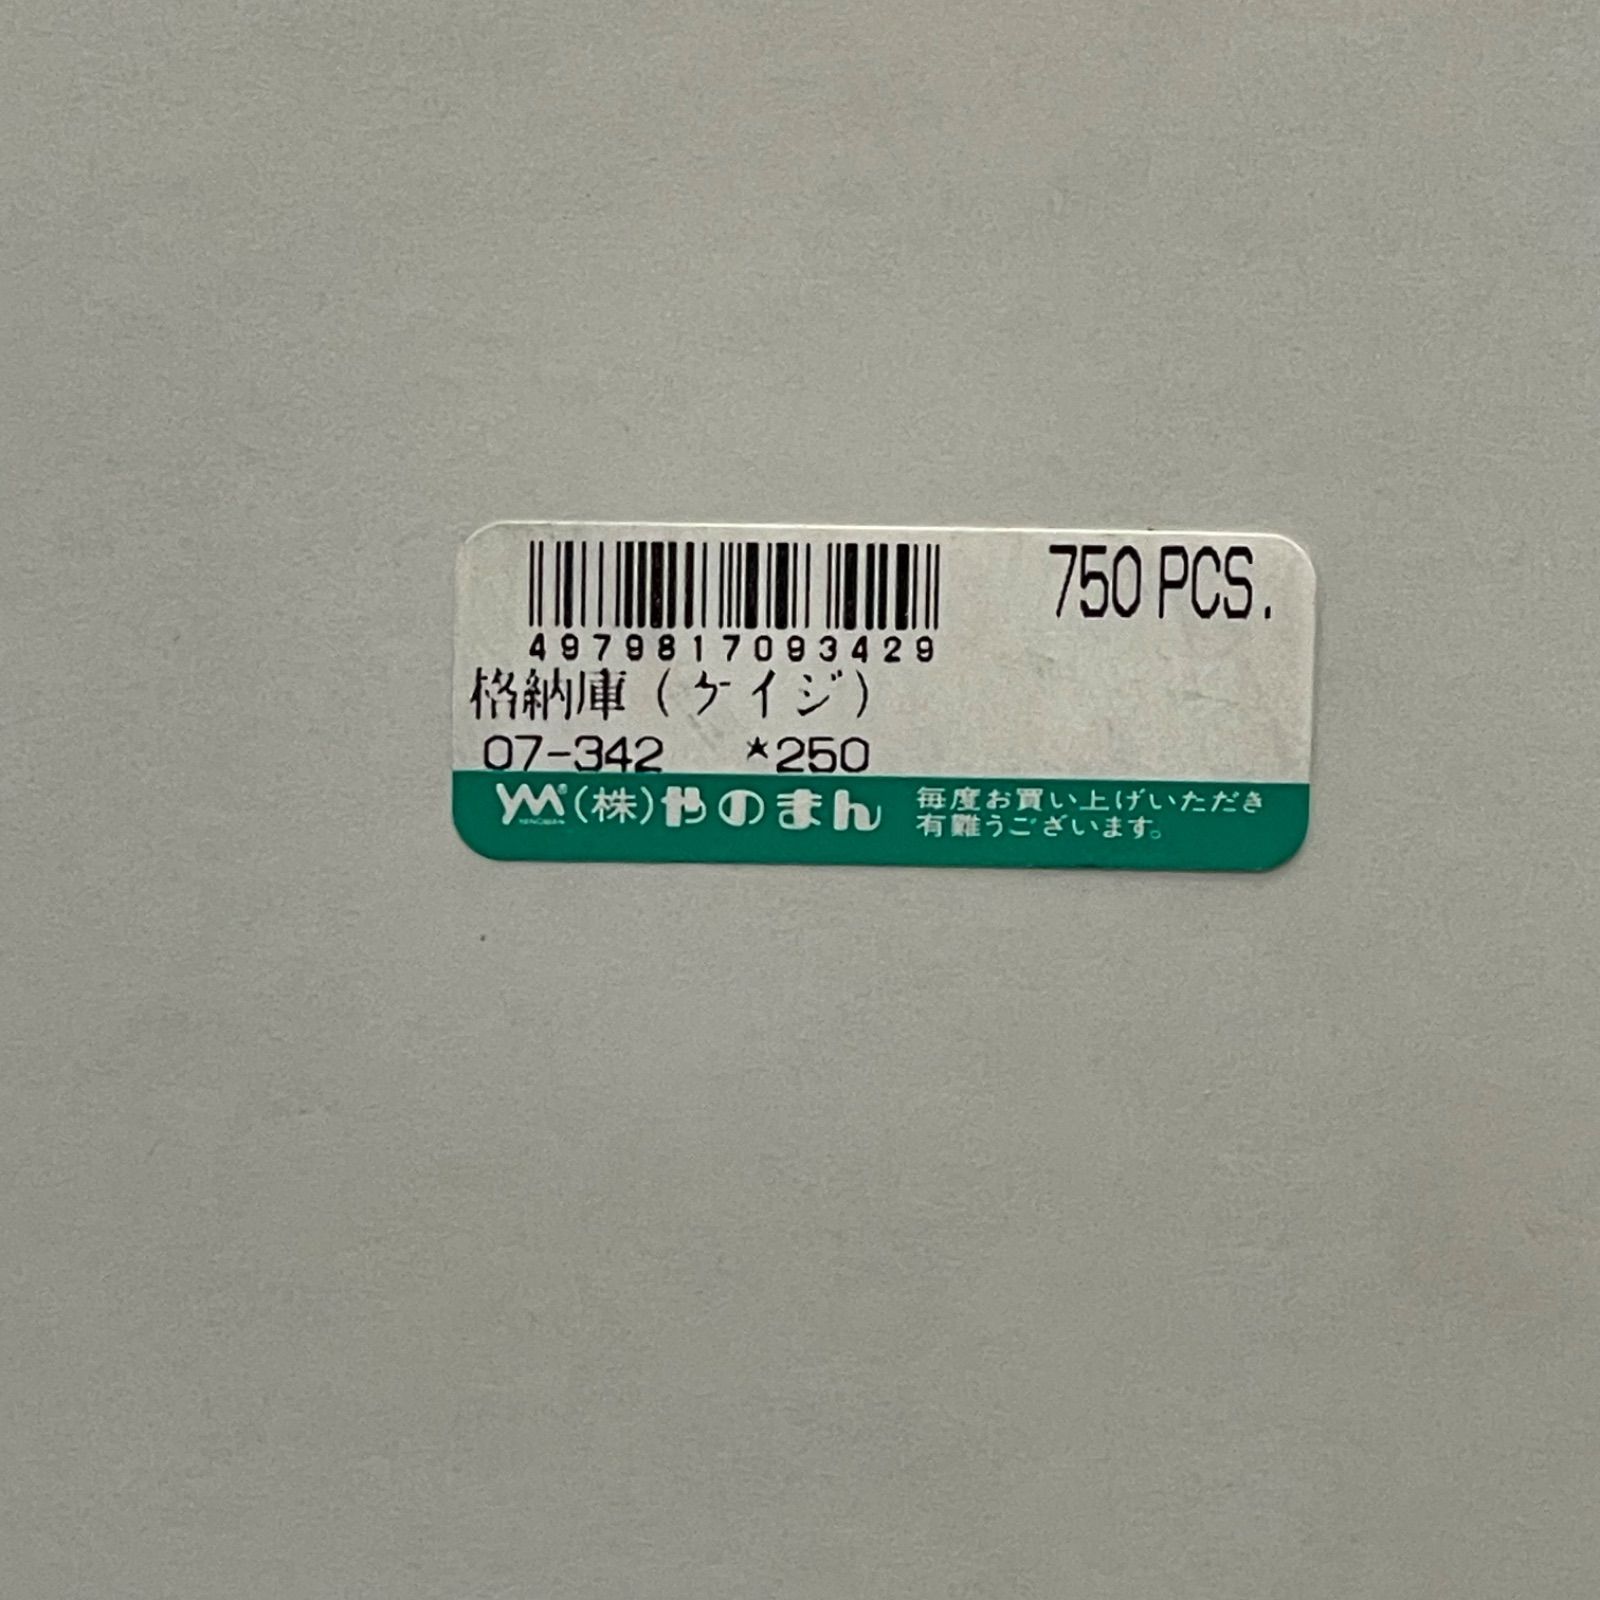 750 PCS.
4979817093429
格納庫(ケイジ)
07-342 *250
YM® (株)やのまん
毎度お買い上げいただき
有難うございます。